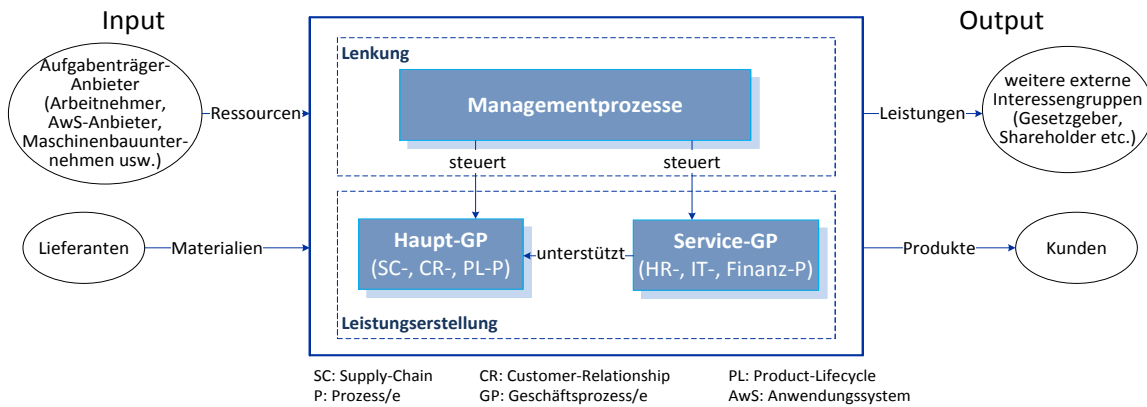 Input
Output
Aufgabenträger-
Anbieter
(Arbeitnehmer,
AwS-Anbieter,
Maschinenbauunter-
nehmen usw.)
Ressourcen
Lenkung
Managementprozesse
Leistungen
weitere externe
Interessengruppen
(Gesetzgeber,
Shareholder etc.)
steuert
steuert
Lieferanten
Materialien
Haupt-GP
(SC-, CR-, PL-P)
unterstützt
Service-GP
(HR-, IT-, Finanz-P)
Produkte
Kunden
Leistungserstellung
SC: Supply-Chain
CR: Customer-Relationship
PL: Product-Lifecycle
P: Prozess/e
GP: Geschäftsprozess/e
AwS: Anwendungssystem